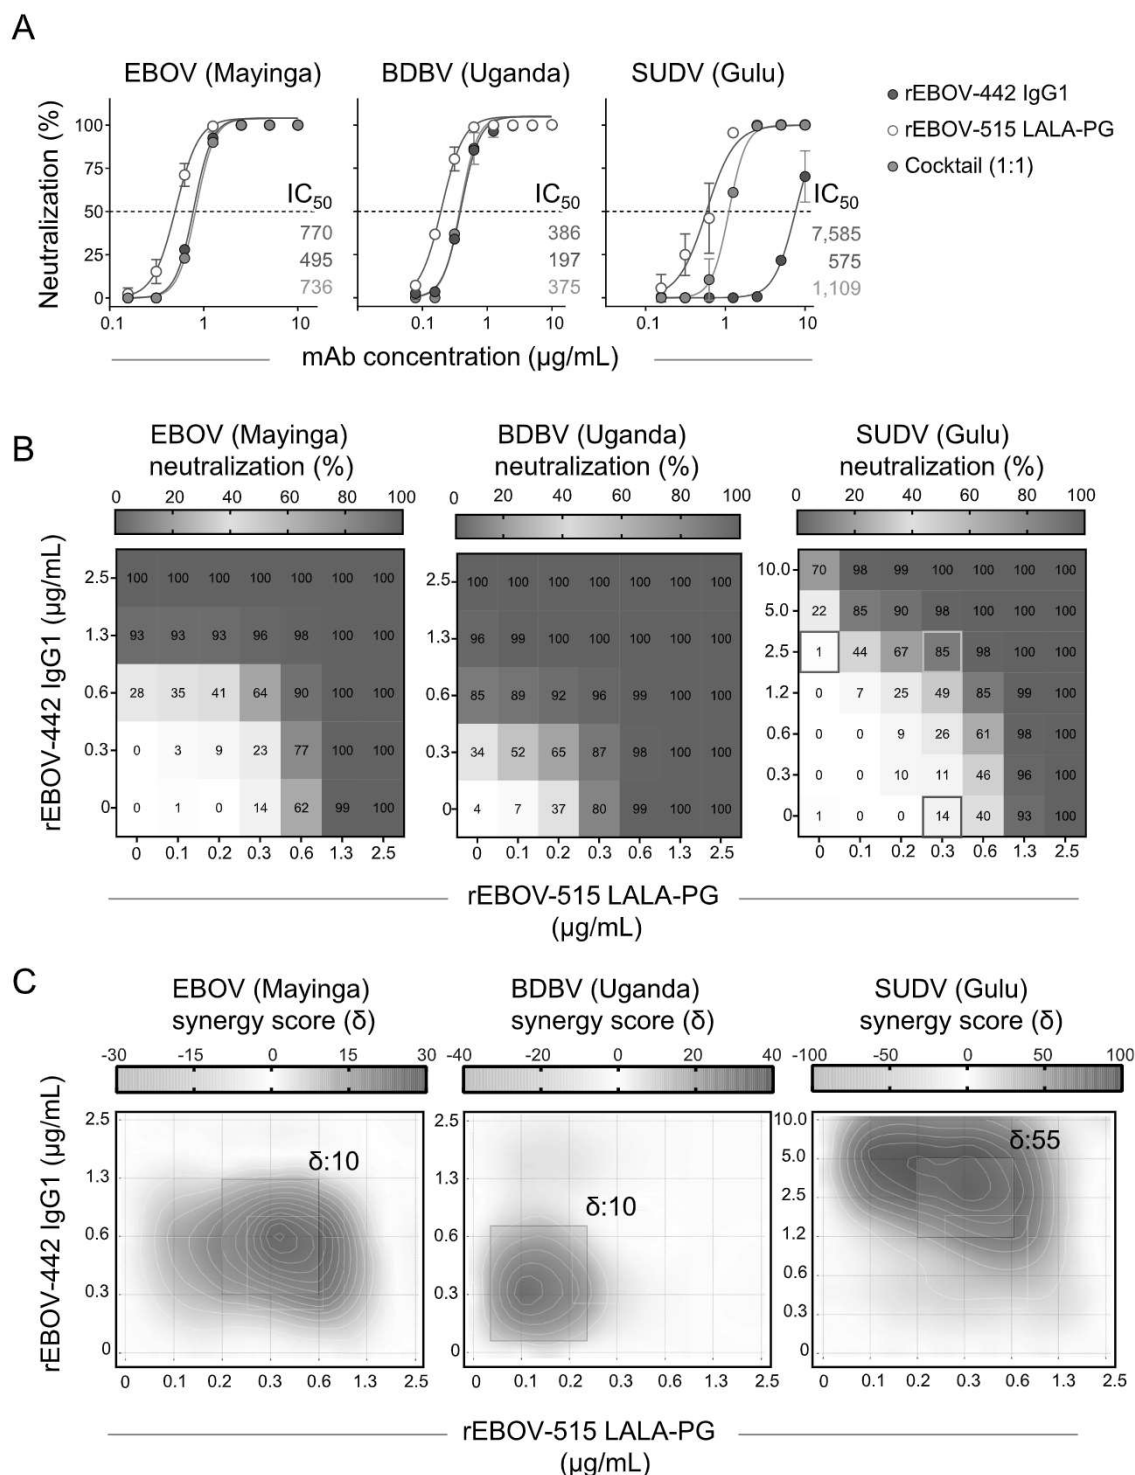 A
EBOV (Mayinga)
BDBV (Uganda)
SUDV (Gulu)
rEBOV-442 IgG1
rEBOV-515 LALA-PG
Cocktail (1:1)
Neutralization (%)
100
75
50
25
0
IC50
770
495
736
IC50
386
197
375
IC50
7,585
575
1,109
0.1 1 10
0.1 1 10
0.1 1 10
mAb concentration (µg/mL)
B
EBOV (Mayinga)
neutralization (%)
0 20 40 60 80 100
BDBV (Uganda)
neutralization (%)
0 20 40 60 80 100
SUDV (Gulu)
neutralization (%)
0 20 40 60 80 100
rEBOV-442 IgG1 (µg/mL)
2.5 100 100 100 100 100 100 100
1.3 93 93 93 96 98 100 100
0.6 28 35 41 64 90 100 100
0.3 0 3 9 23 77 100 100
0 0 1 0 14 62 99 100
0 0.1 0.2 0.3 0.6 1.3 2.5
2.5 100 100 100 100 100 100 100
1.3 96 99 100 100 100 100 100
0.6 85 89 92 96 99 100 100
0.3 34 52 65 87 98 100 100
0 4 7 37 80 99 100 100
0 0.1 0.2 0.3 0.6 1.3 2.5
10.0 70 98 99 100 100 100 100
5.0 22 85 90 98 100 100 100
2.5 1 44 67 85 98 100 100
1.2 0 7 25 49 85 99 100
0.6 0 0 9 26 61 98 100
0.3 0 0 10 11 46 96 100
0 1 0 0 14 40 93 100
0 0.1 0.2 0.3 0.6 1.3 2.5
rEBOV-515 LALA-PG
(µg/mL)
C
EBOV (Mayinga)
synergy score (δ)
-30 -15 0 15 30
BDBV (Uganda)
synergy score (δ)
-40 -20 0 20 40
SUDV (Gulu)
synergy score (δ)
-100 -50 0 50 100
rEBOV-442 IgG1 (µg/mL)
2.5
1.3
0.6
0.3
0
δ:10
0 0.1 0.3 0.6 1.3 2.5
2.5
1.3
0.6
0.3
0
δ:10
0 0.1 0.2 0.6 1.3 2.5
10.0
5.0
2.5
1.2
0.6
0.3
0
δ:55
0 0.1 0.2 0.3 0.6 1.3 2.5
rEBOV-515 LALA-PG
(µg/mL)